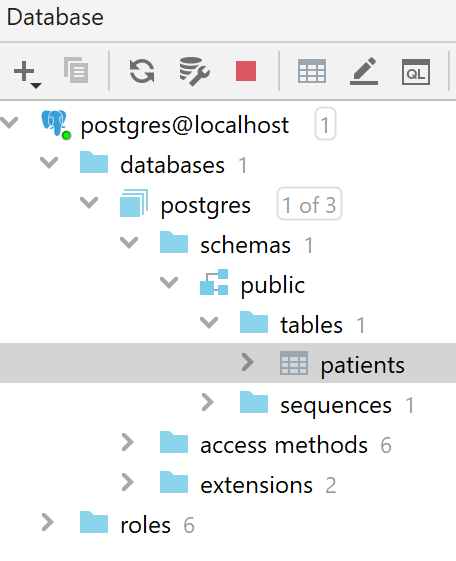 Database
QL
postgres@localhost 1
databases 1
postgres 1 of 3
schemas 1
public
tables 1
patients
sequences 1
access methods 6
extensions 2
roles 6